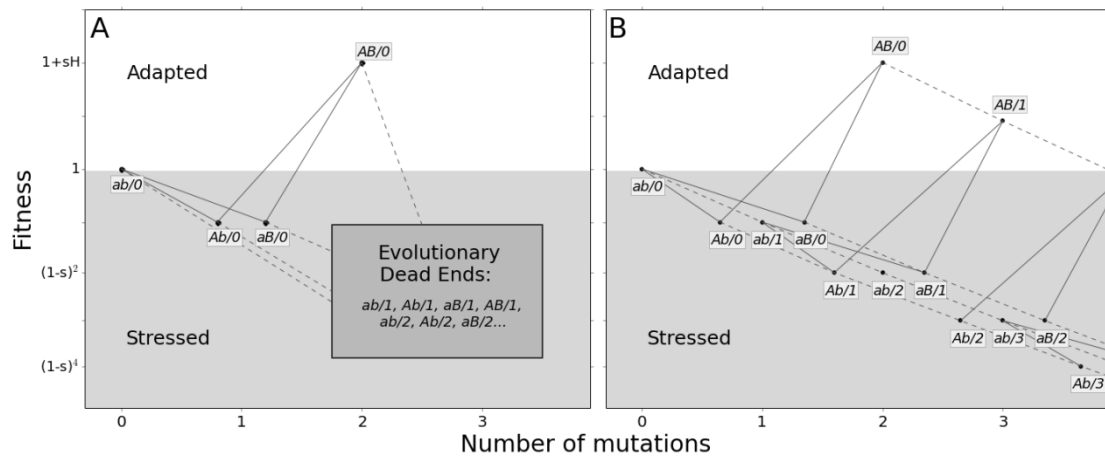 A
1+sH
1
(1-s)²
(1-s)⁴
Fitness
Adapted
AB/0
ab/0
Ab/0
aB/0
Evolutionary
Dead Ends:
ab/1, Ab/1, aB/1, AB/1,
ab/2, Ab/2, aB/2...
Stressed
0
1
2
3
B
Adapted
AB/0
AB/1
ab/0
Ab/0
ab/1
aB/0
Ab/1
ab/2
aB/1
Ab/2
ab/3
aB/2
Ab/3
Stressed
0
1
2
3
Number of mutations